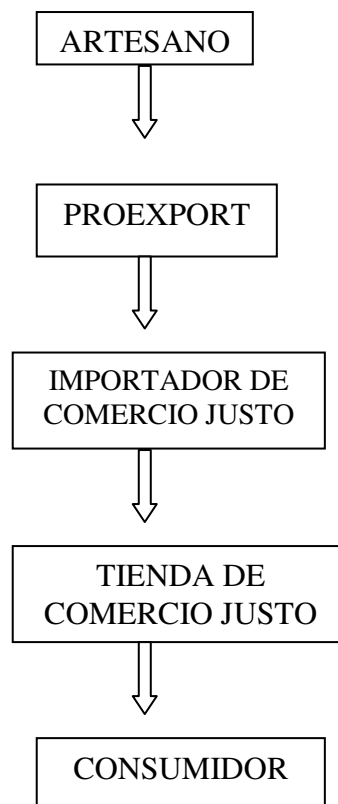 ARTESANO
PROEXPORT
IMPORTADOR DE
COMERCIO JUSTO
TIENDA DE
COMERCIO JUSTO
CONSUMIDOR